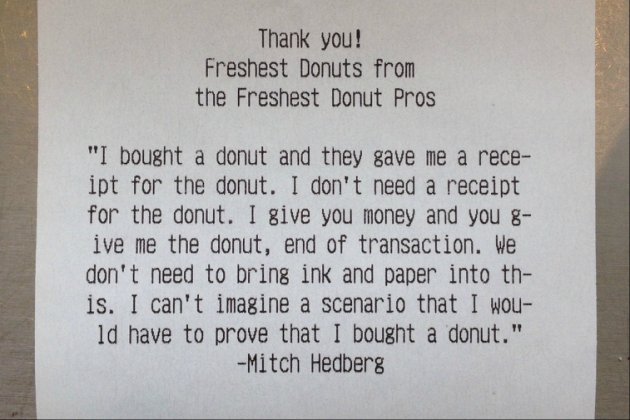 Thank you!
Freshest Donuts from
the Freshest Donut Pros
"I bought a donut and they gave me a rece-
ipt for the donut. I don't need a receipt
for the donut. I give you money and you g-
ive me the donut, end of transaction. We
don't need to bring ink and paper into th-
is. I can't imagine a scenario that I wou-
ld have to prove that I bought a donut."
-Mitch Hedberg